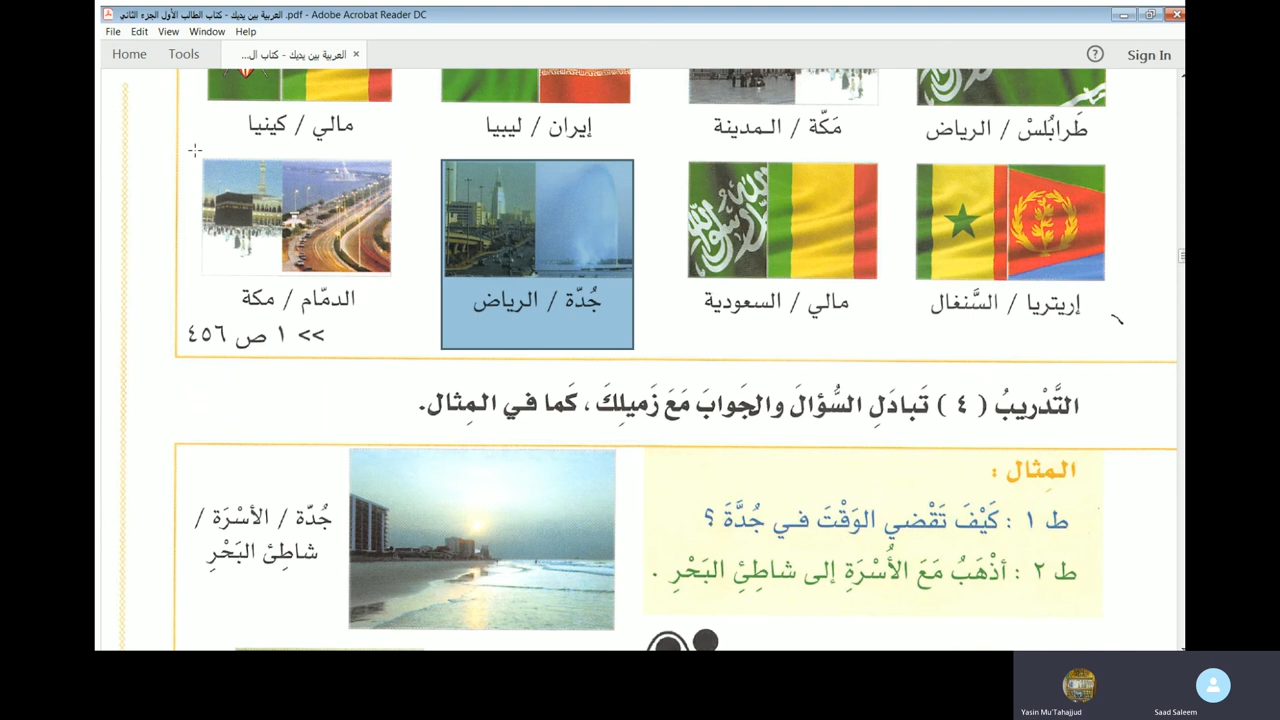 العربية بين يديك - كتاب الطالب الأول الجزء الثاني .pdf - Adobe Acrobat Reader DC
File Edit View Window Help
Home Tools العربية بين يديك - كتاب ال... × ? Sign In
طَرابُلسْ / الرياض
مَكّة / المدينة
إيران / ليبيا
مالي / كينيا
إريتريا / السَّنغال
مالي / السعودية
جُدّة / الرياض
الدمّام / مكة
>> ١ ص ٤٥٦
التَّدْريبُ ( ٤ ) تَبادَلِ السُّؤالَ والجَوابَ مَعَ زَميلِكَ ، كَما في المِثال.
المِثال :
ط ١ : كَيْفَ تَقْضي الوَقْتَ في جُدَّةَ ؟
ط ٢ : أذْهَبُ مَعَ الأُسْرَةِ إلى شاطِئِ البَحْرِ .
جُدّة / الأسْرَة /
شاطِئ البَحْرِ
Yasin Mu'Tahajjud
Saad Saleem